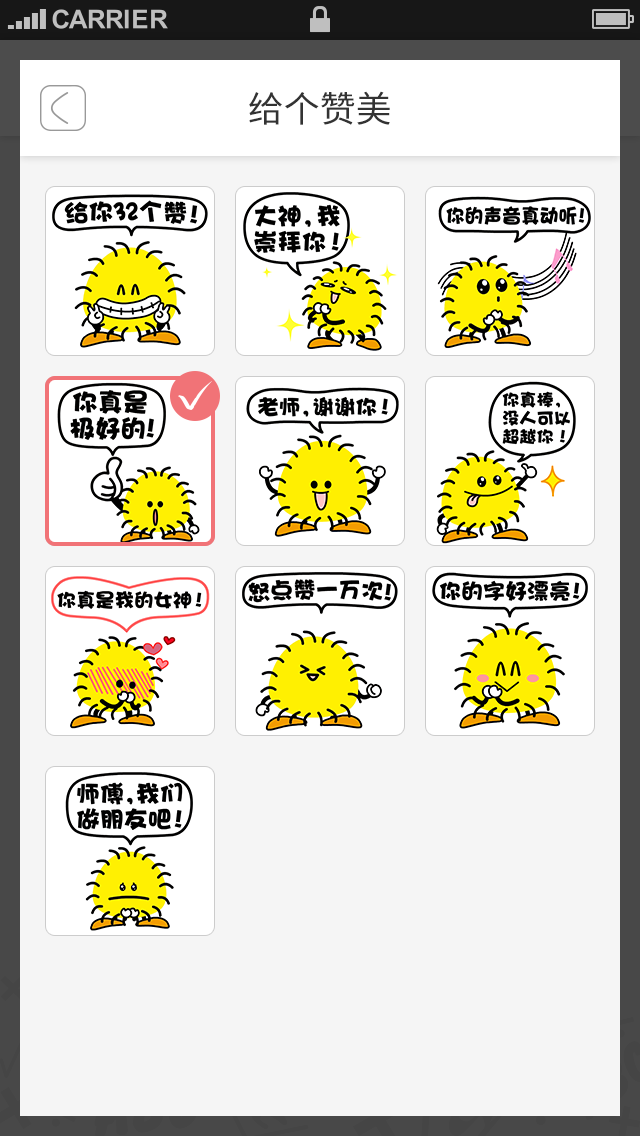 CARRIER
给个赞美
给你32个赞！
大神，我
崇拜你！
你的声音真动听！
你真是
极好的！
老师，谢谢你！
你真棒，
没人可以
超越你！
你真是我的女神！
怒点赞一万次！
你的字好漂亮！
师傅，我们
做朋友吧！